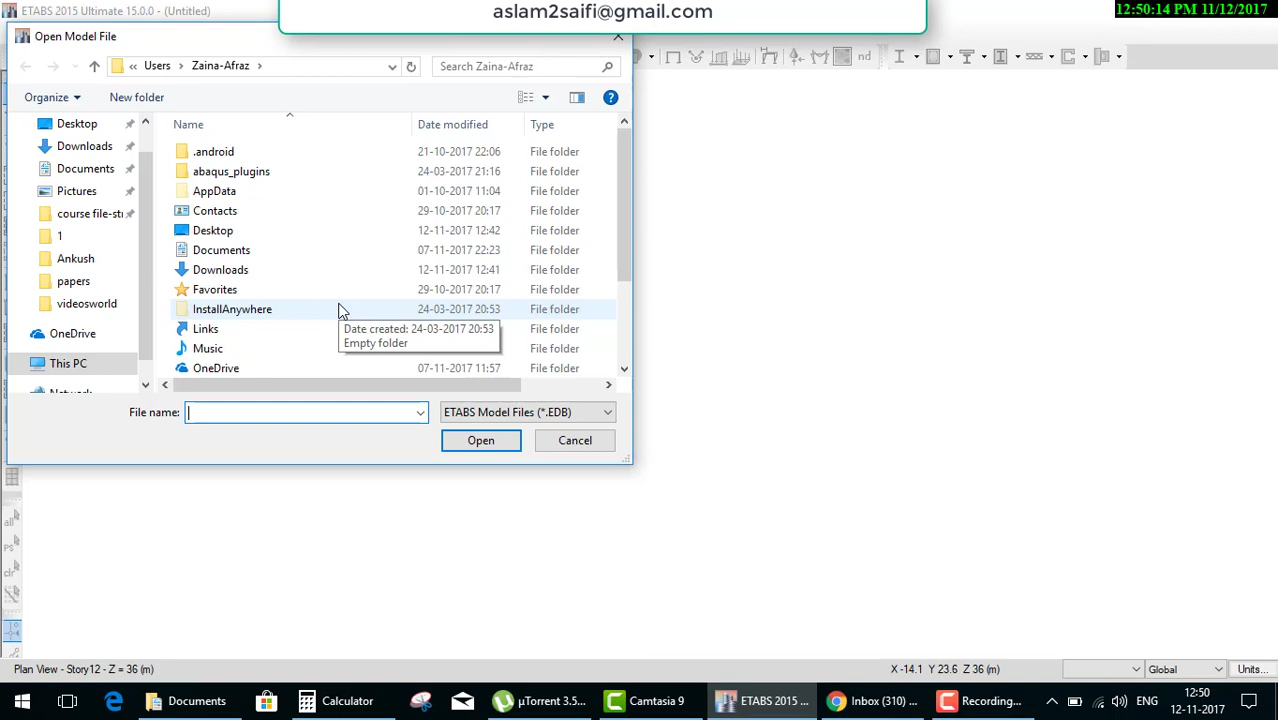 ETABS 2015 Ultimate 15.0.0 - (Untitled)
aslam2saifi@gmail.com
12:50:14 PM 11/12/2017
Open Model File
Users
Zaina-Afraz
Search Zaina-Afraz
Organize
New folder
Name
Date modified
Type
Desktop
Downloads
Documents
Pictures
course file-str
1
Ankush
papers
videosworld
OneDrive
This PC
Network
.android 21-10-2017 22:06 File folder
abaqus_plugins 24-03-2017 21:16 File folder
AppData 01-10-2017 11:04 File folder
Contacts 29-10-2017 20:17 File folder
Desktop 12-11-2017 12:42 File folder
Documents 07-11-2017 22:23 File folder
Downloads 12-11-2017 12:41 File folder
Favorites 29-10-2017 20:17 File folder
InstallAnywhere 24-03-2017 20:53 File folder
Links File folder
Music File folder
OneDrive 07-11-2017 11:57 File folder
Date created: 24-03-2017 20:53
Empty folder
File name:
ETABS Model Files (*.EDB)
Open
Cancel
nd
all
PS
clr
Plan View - Story12 - Z = 36 (m)
X -14.1 Y 23.6 Z 36 (m)
Global
Units...
Documents
Calculator
µTorrent 3.5...
Camtasia 9
ETABS 2015 ...
Inbox (310) ...
Recording...
ENG
12:50
12-11-2017